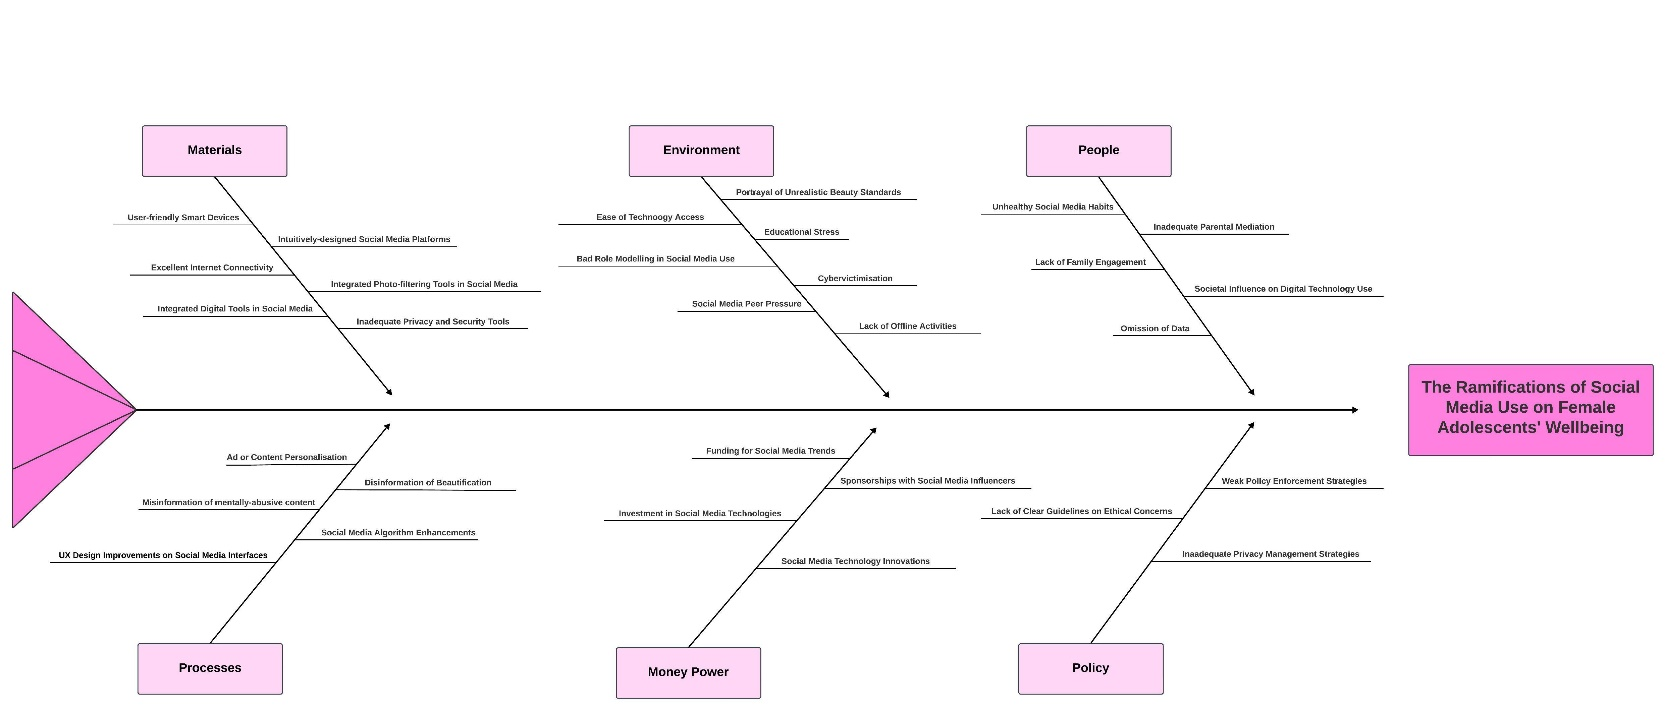 Materials
Environment
People
Portrayal of Unrealistic Beauty Standards
Unhealthy Social Media Habits
User-friendly Smart Devices
Ease of Technoogy Access
Inadequate Parental Mediation
Educational Stress
Intuitively-designed Social Media Platforms
Bad Role Modelling in Social Media Use
Lack of Family Engagement
Excellent Internet Connectivity
Cybervictimisation
Integrated Photo-filtering Tools in Social Media
Societal Influence on Digital Technology Use
Social Media Peer Pressure
Integrated Digital Tools in Social Media
Inadequate Privacy and Security Tools
Lack of Offline Activities
Omission of Data
The Ramifications of Social
Media Use on Female
Adolescents' Wellbeing
Funding for Social Media Trends
Ad or Content Personalisation
Sponsorships with Social Media Influencers
Weak Policy Enforcement Strategies
Disinformation of Beautification
Misinformation of mentally-abusive content
Investment in Social Media Technologies
Lack of Clear Guidelines on Ethical Concerns
Social Media Algorithm Enhancements
UX Design Improvements on Social Media Interfaces
Social Media Technology Innovations
Inaadequate Privacy Management Strategies
Processes
Money Power
Policy